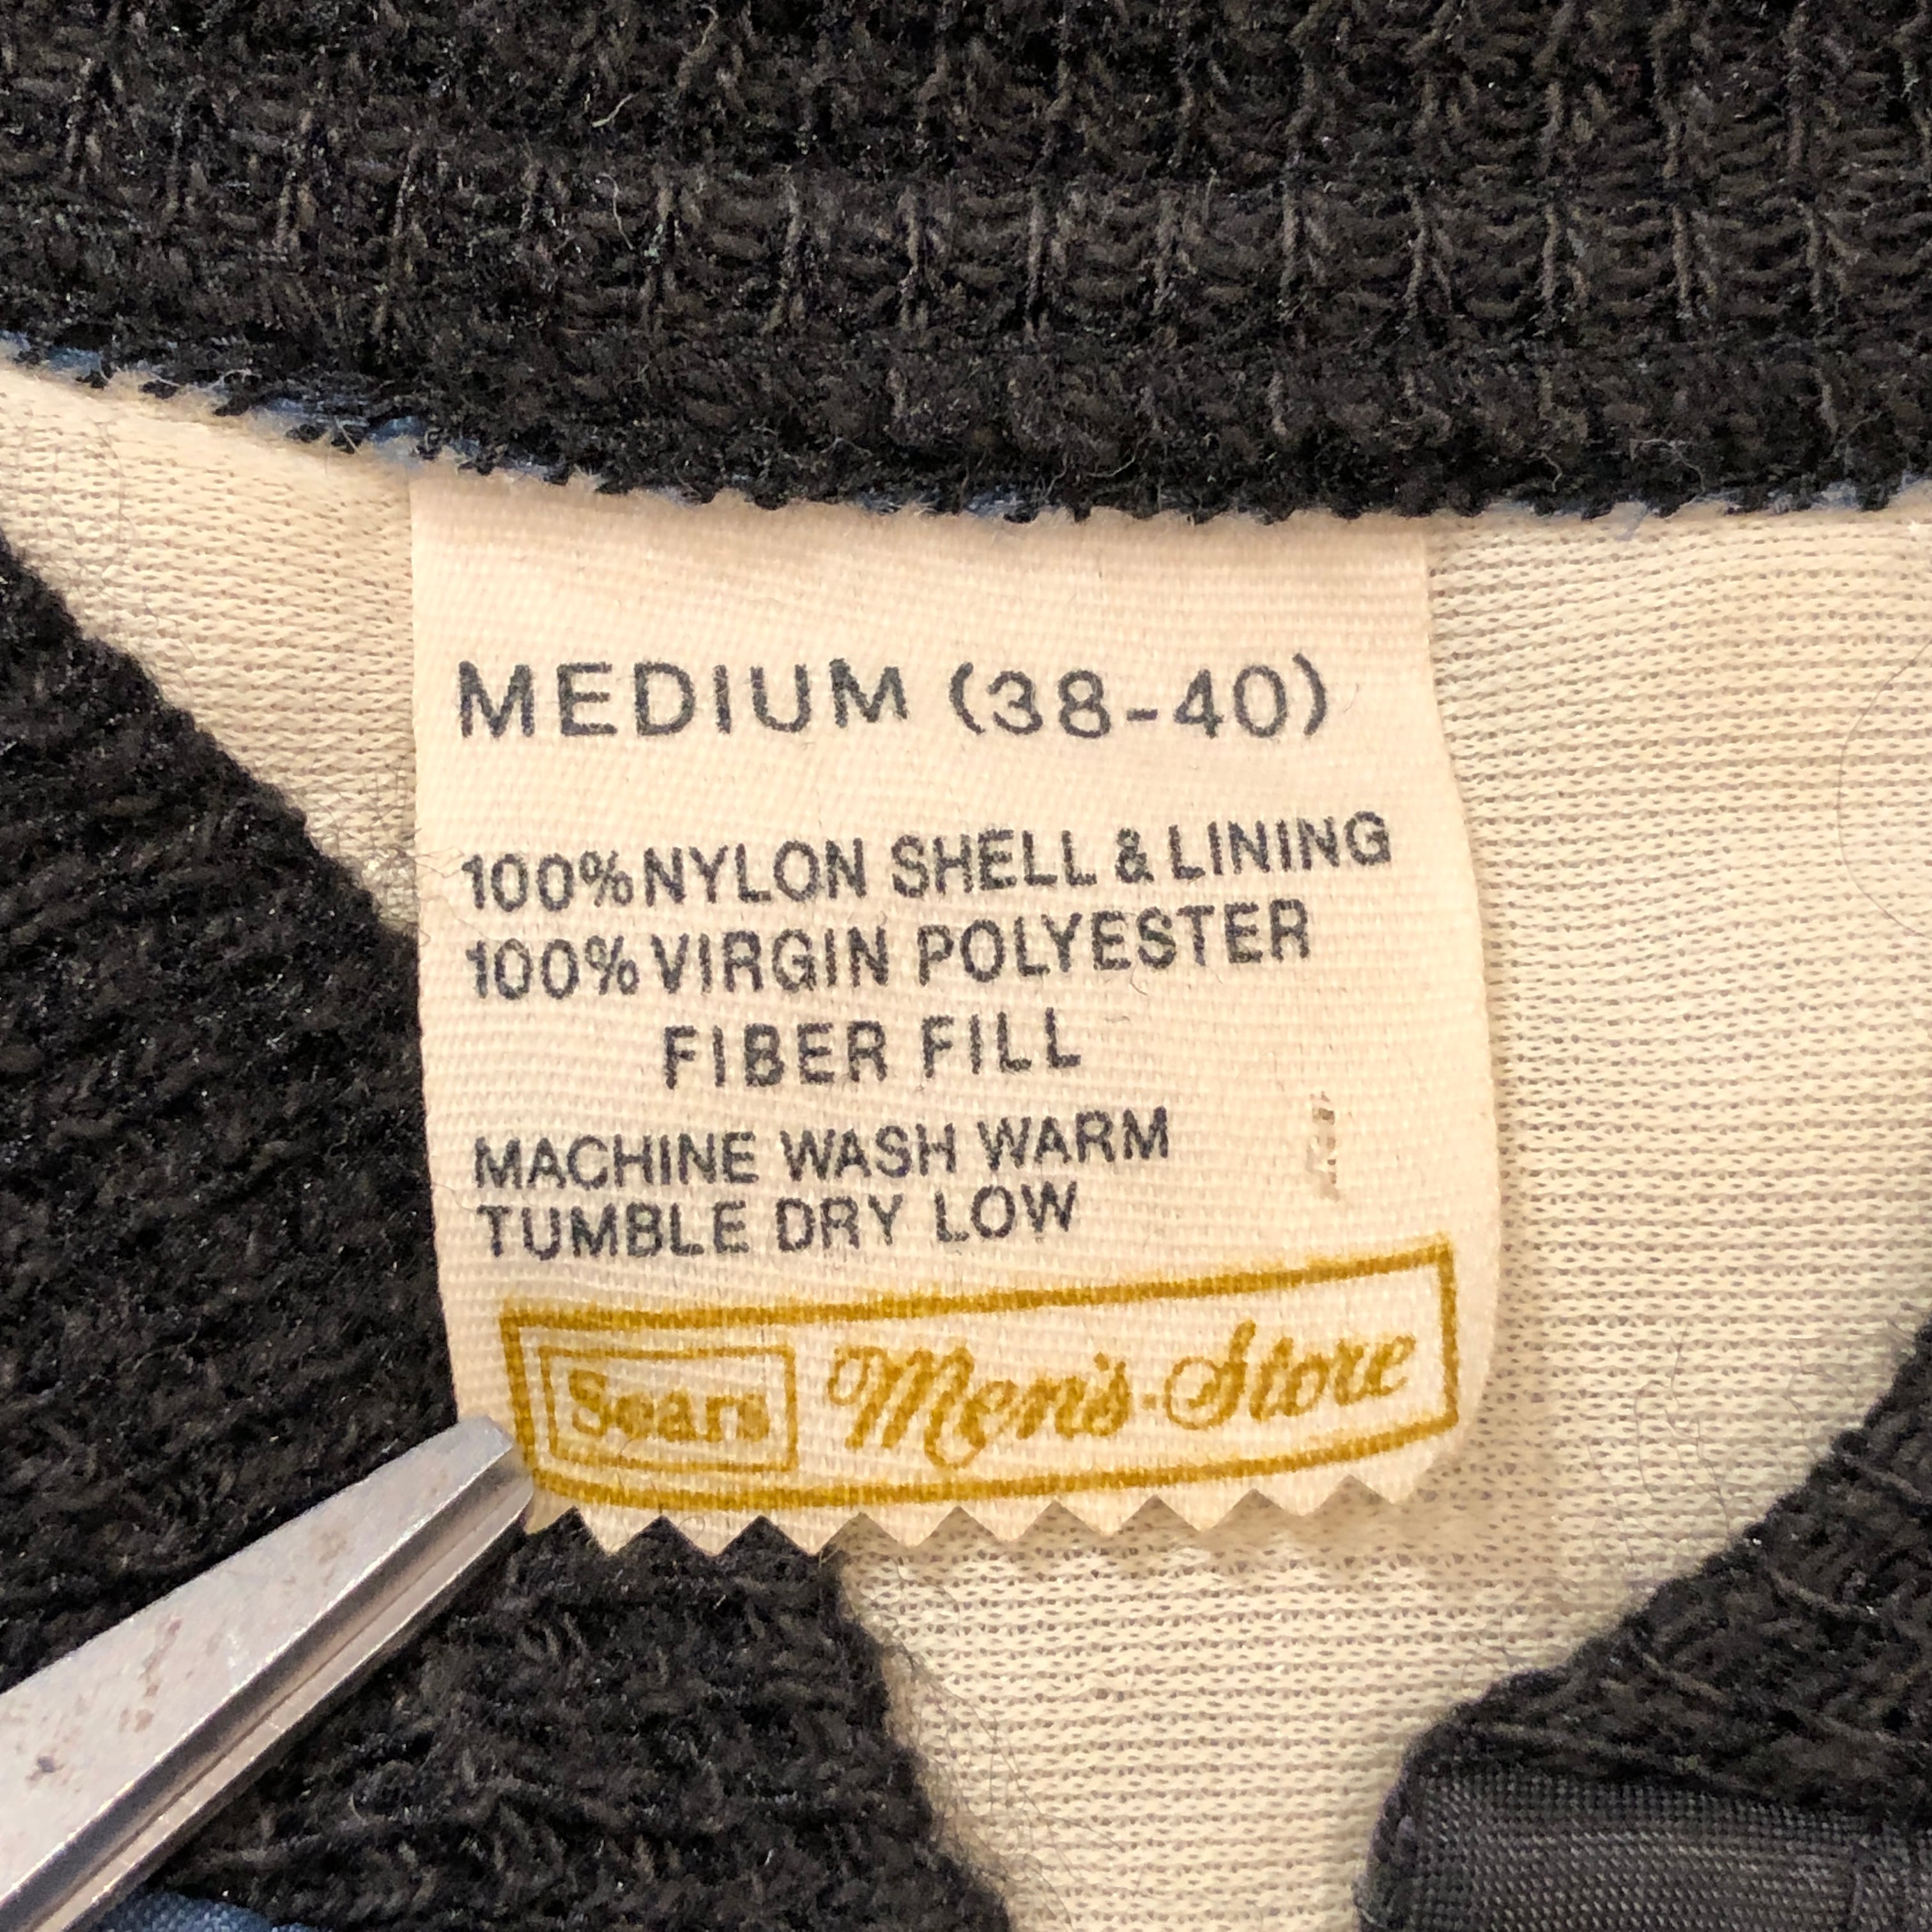 MEDIUM (38-40)
100% NYLON SHELL & LINING
100% VIRGIN POLYESTER
FIBER FILL
MACHINE WASH WARM
TUMBLE DRY LOW
Sears Men's Store